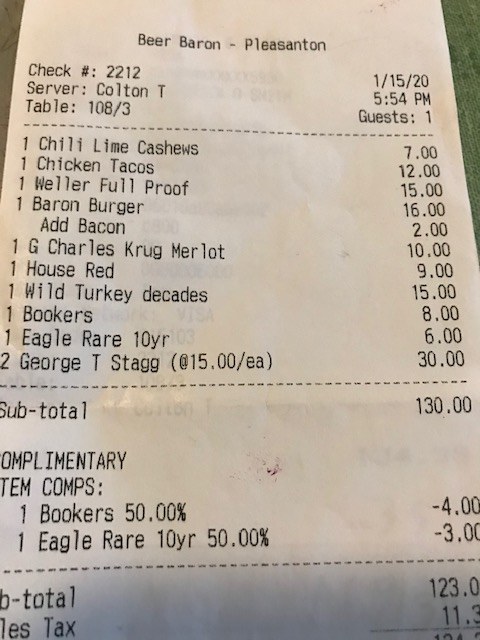 Beer Baron - Pleasanton
Check #: 2212
1/15/20
Server: Colton T
5:54 PM
Table: 108/3
Guests: 1
1 Chili Lime Cashews 7.00
1 Chicken Tacos 12.00
1 Weller Full Proof 15.00
1 Baron Burger 16.00
Add Bacon 2.00
1 G Charles Krug Merlot 10.00
1 House Red 9.00
1 Wild Turkey decades 15.00
1 Bookers 8.00
1 Eagle Rare 10yr 6.00
2 George T Stagg (@15.00/ea) 30.00
Sub-total 130.00
OMPLIMENTARY
TEM COMPS:
1 Bookers 50.00% -4.00
1 Eagle Rare 10yr 50.00% -3.00
b-total 123.0
les Tax 11.3